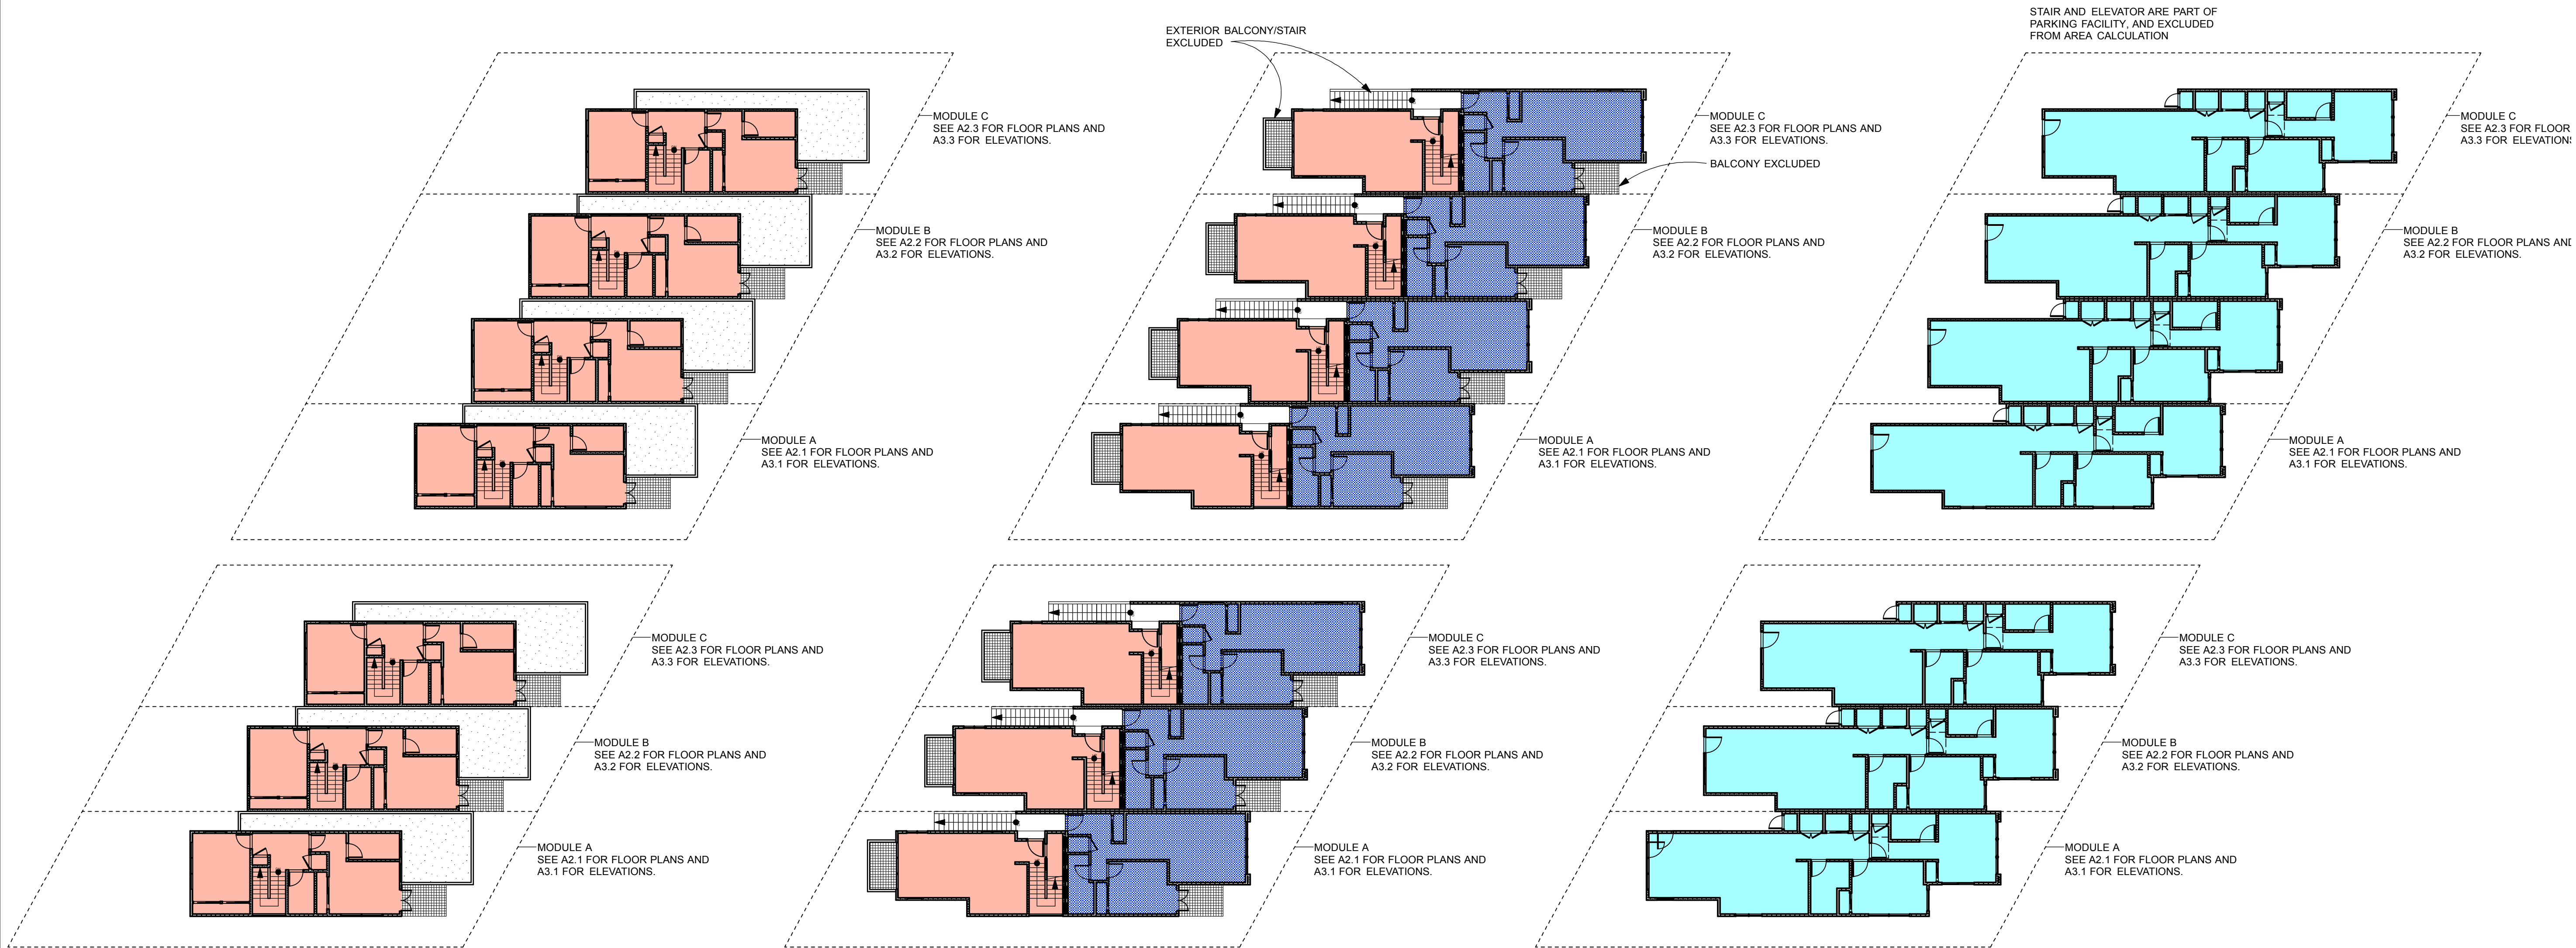 EXTERIOR BALCONY/STAIR
EXCLUDED
STAIR AND ELEVATOR ARE PART OF
PARKING FACILITY, AND EXCLUDED
FROM AREA CALCULATION
MODULE C
SEE A2.3 FOR FLOOR PLANS AND
A3.3 FOR ELEVATIONS.
MODULE C
SEE A2.3 FOR FLOOR PLANS AND
A3.3 FOR ELEVATIONS.
BALCONY EXCLUDED
MODULE C
SEE A2.3 FOR FLOOR
A3.3 FOR ELEVATION
MODULE B
SEE A2.2 FOR FLOOR PLANS AND
A3.2 FOR ELEVATIONS.
MODULE B
SEE A2.2 FOR FLOOR PLANS AND
A3.2 FOR ELEVATIONS.
MODULE B
SEE A2.2 FOR FLOOR PLANS AND
A3.2 FOR ELEVATIONS.
MODULE A
SEE A2.1 FOR FLOOR PLANS AND
A3.1 FOR ELEVATIONS.
MODULE A
SEE A2.1 FOR FLOOR PLANS AND
A3.1 FOR ELEVATIONS.
MODULE A
SEE A2.1 FOR FLOOR PLANS AND
A3.1 FOR ELEVATIONS.
MODULE C
SEE A2.3 FOR FLOOR PLANS AND
A3.3 FOR ELEVATIONS.
MODULE C
SEE A2.3 FOR FLOOR PLANS AND
A3.3 FOR ELEVATIONS.
MODULE C
SEE A2.3 FOR FLOOR PLANS AND
A3.3 FOR ELEVATIONS.
MODULE B
SEE A2.2 FOR FLOOR PLANS AND
A3.2 FOR ELEVATIONS.
MODULE B
SEE A2.2 FOR FLOOR PLANS AND
A3.2 FOR ELEVATIONS.
MODULE B
SEE A2.2 FOR FLOOR PLANS AND
A3.2 FOR ELEVATIONS.
MODULE A
SEE A2.1 FOR FLOOR PLANS AND
A3.1 FOR ELEVATIONS.
MODULE A
SEE A2.1 FOR FLOOR PLANS AND
A3.1 FOR ELEVATIONS.
MODULE A
SEE A2.1 FOR FLOOR PLANS AND
A3.1 FOR ELEVATIONS.